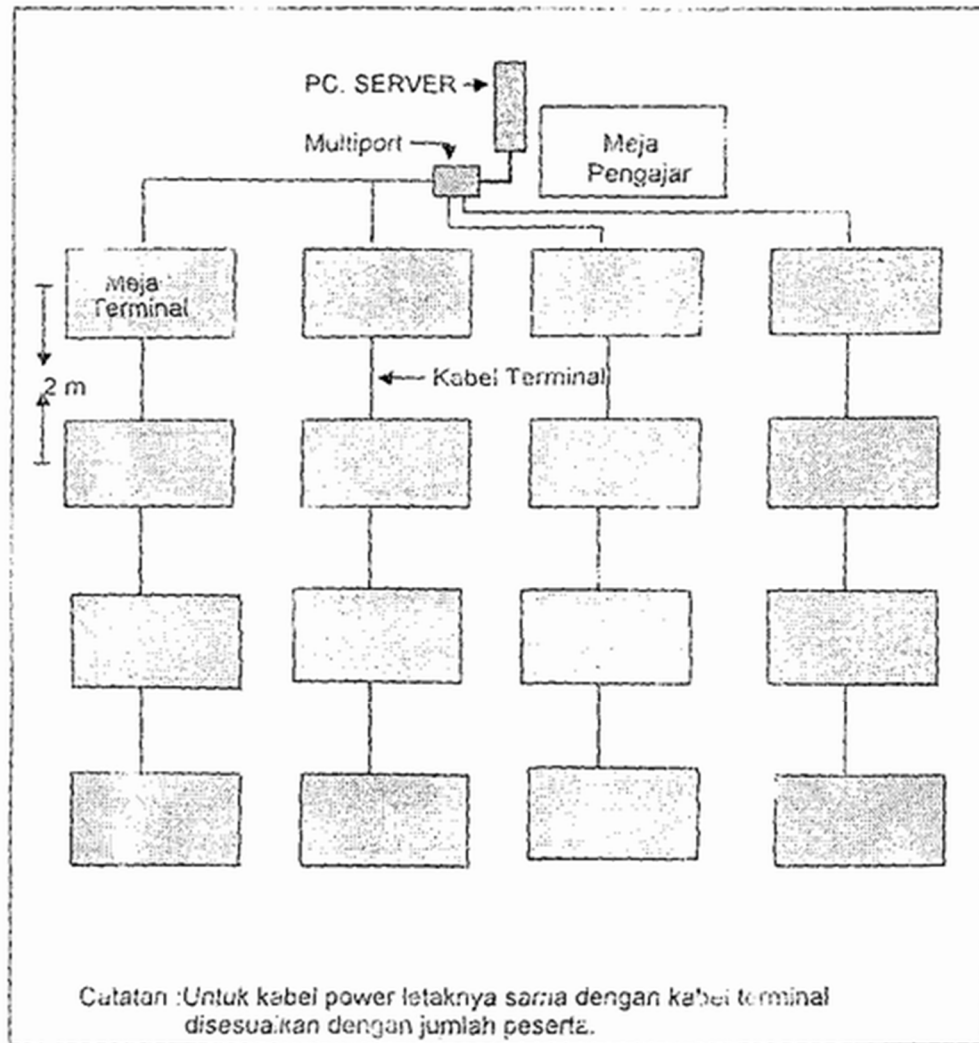 PC. SERVER
Multiport
Meja
Pengajar
Meja
Terminal
2 m
Kabel Terminal
Catatan :Untuk kabel power letaknya sama dengan kabel terminal
disesuaikan dengan jumlah peserta.